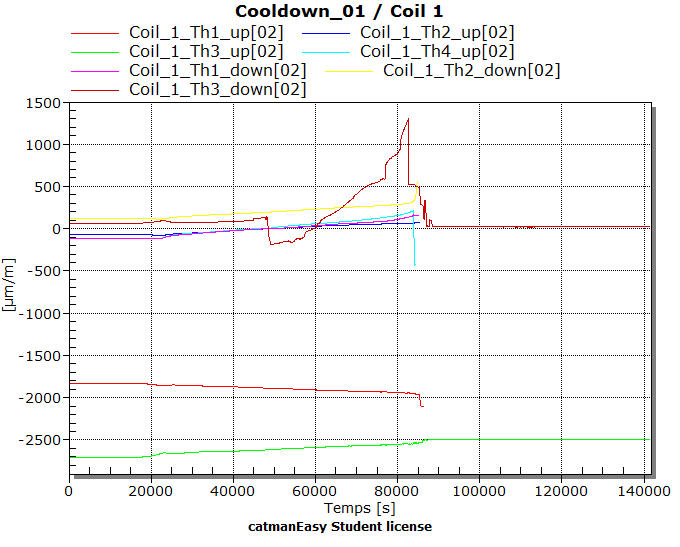 Cooldown_01 / Coil 1
Coil_1_Th1_up[02] Coil_1_Th2_up[02]
Coil_1_Th3_up[02] Coil_1_Th4_up[02]
Coil_1_Th1_down[02] Coil_1_Th2_down[02]
Coil_1_Th3_down[02]
1500
1000
500
0
-500
-1000
-1500
-2000
-2500
[µm/m]
0 20000 40000 60000 80000 100000 120000 140000
Temps [s]
catmanEasy Student license